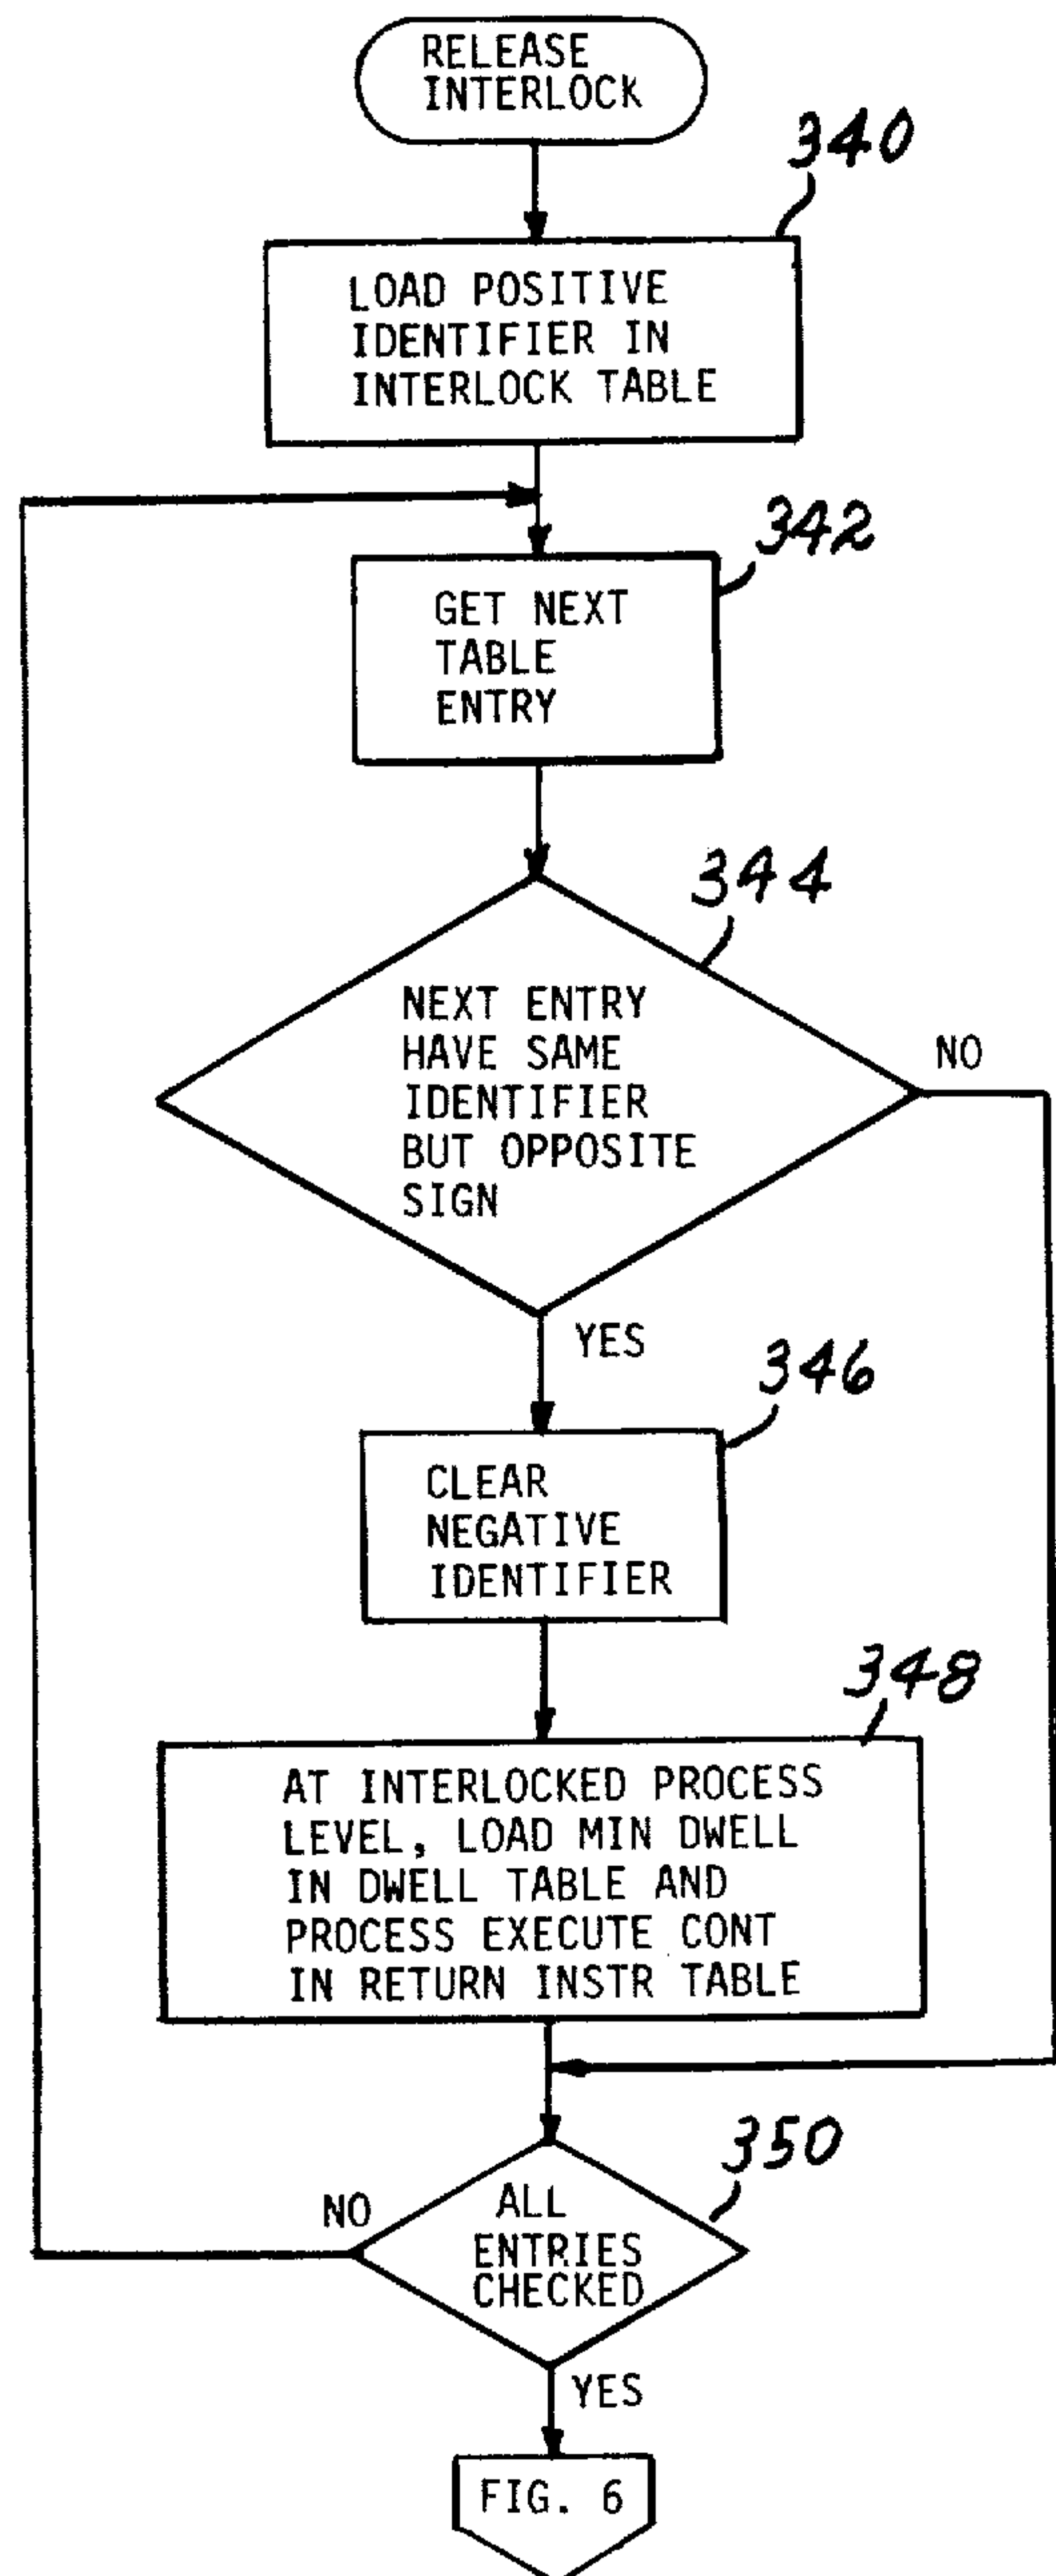 RELEASE
INTERLOCK
340
LOAD POSITIVE
IDENTIFIER IN
INTERLOCK TABLE
342
GET NEXT
TABLE
ENTRY
344
NEXT ENTRY
HAVE SAME
IDENTIFIER
BUT OPPOSITE
SIGN
NO
YES
346
CLEAR
NEGATIVE
IDENTIFIER
348
AT INTERLOCKED PROCESS
LEVEL, LOAD MIN DWELL
IN DWELL TABLE AND
PROCESS EXECUTE CONT
IN RETURN INSTR TABLE
350
NO
ALL
ENTRIES
CHECKED
YES
FIG. 6